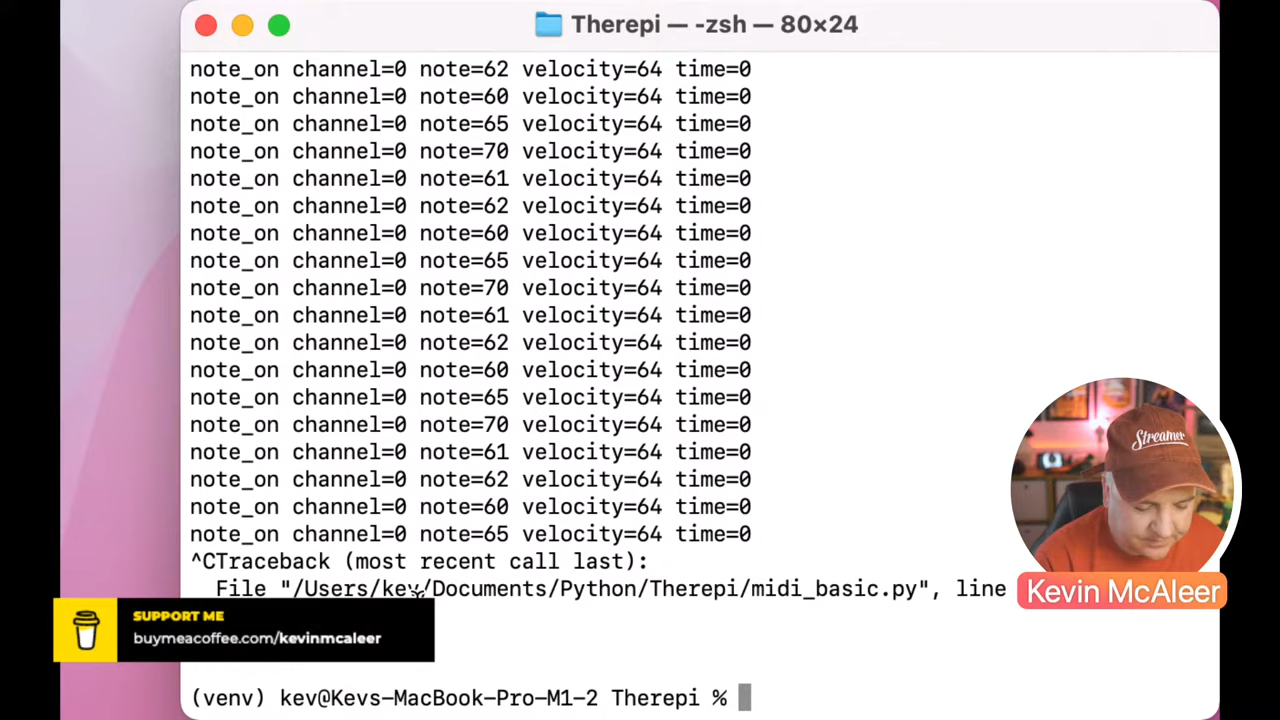 Therepi — -zsh — 80×24
note_on channel=0 note=62 velocity=64 time=0
note_on channel=0 note=60 velocity=64 time=0
note_on channel=0 note=65 velocity=64 time=0
note_on channel=0 note=70 velocity=64 time=0
note_on channel=0 note=61 velocity=64 time=0
note_on channel=0 note=62 velocity=64 time=0
note_on channel=0 note=60 velocity=64 time=0
note_on channel=0 note=65 velocity=64 time=0
note_on channel=0 note=70 velocity=64 time=0
note_on channel=0 note=61 velocity=64 time=0
note_on channel=0 note=62 velocity=64 time=0
note_on channel=0 note=60 velocity=64 time=0
note_on channel=0 note=65 velocity=64 time=0
note_on channel=0 note=70 velocity=64 time=0
note_on channel=0 note=61 velocity=64 time=0
note_on channel=0 note=62 velocity=64 time=0
note_on channel=0 note=60 velocity=64 time=0
note_on channel=0 note=65 velocity=64 time=0
^CTraceback (most recent call last):
File "/Users/kev/Documents/Python/Therepi/midi_basic.py", line
Streamer
Kevin McAleer
SUPPORT ME
buymeacoffee.com/kevinmcaleer
(venv) kev@Kevs-MacBook-Pro-M1-2 Therepi %